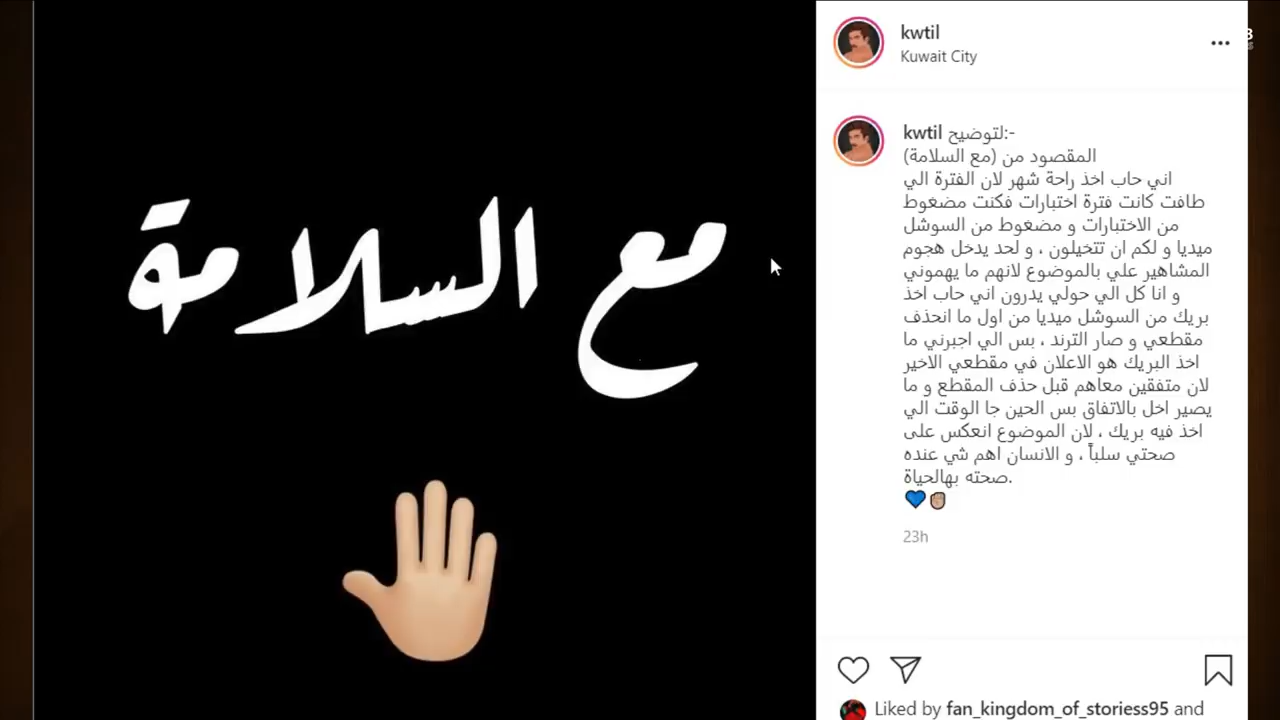 مع السلامة
kwtil
Kuwait City
kwtil لتوضيح:-
المقصود من (مع السلامة)
اني حاب اخذ راحة شهر لان الفترة الي
طافت كانت فترة اختبارات فكنت مضغوط
من الاختبارات و مضغوط من السوشل
ميديا و لكم ان تتخيلون ، و لحد يدخل هجوم
المشاهير علي بالموضوع لانهم ما يهموني
و انا كل الي حولي يدرون اني حاب اخذ
بريك من السوشل ميديا من اول ما انحذف
مقطعي و صار الترند ، بس الي اجبرني ما
اخذ البريك هو الاعلان في مقطعي الاخير
لان متفقين معاهم قبل حذف المقطع و ما
يصير اخل بالاتفاق بس الحين جا الوقت الي
اخذ فيه بريك ، لان الموضوع انعكس على
صحتي سلباً ، و الانسان اهم شي عنده
صحته بهالحياة.
💙✊🏼
23h
Liked by fan_kingdom_of_storiess95 and